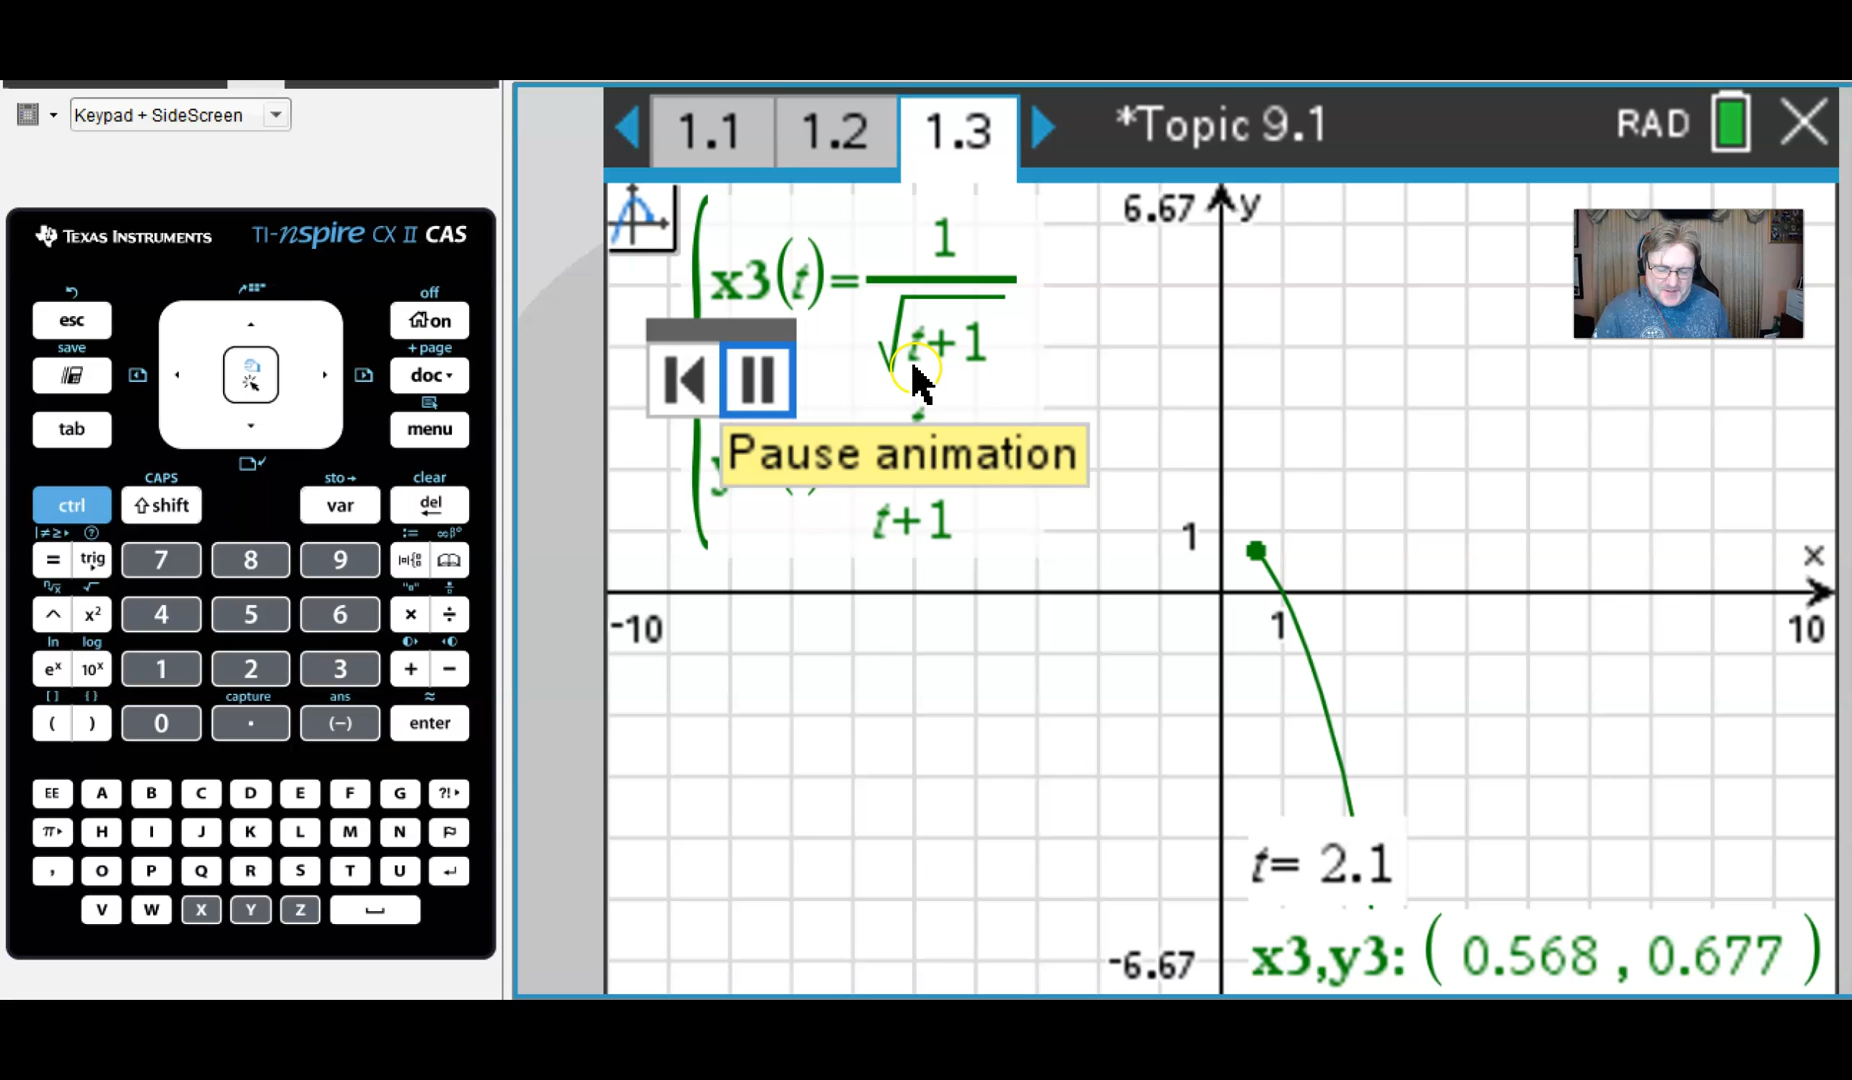 Keypad + SideScreen
1.1 1.2 1.3 *Topic 9.1 RAD
x3(t)=1/√t+1
t+1
Pause animation
6.67 y
1
x
-10 1 10
t= 2.1
-6.67
x3,y3: ( 0.568 , 0.677 )
TEXAS INSTRUMENTS TI-nspire CX II CAS
off
esc on
save + page
doc
tab menu
CAPS sto→ clear
ctrl shift var del
= trig 7 8 9
^ x² 4 5 6 × ÷
ln log
eˣ 10ˣ 1 2 3 + −
[ ] { } capture ans ≈
( ) 0 . (−) enter
EE A B C D E F G ?!
π H I J K L M N
, O P Q R S T U
V W X Y Z